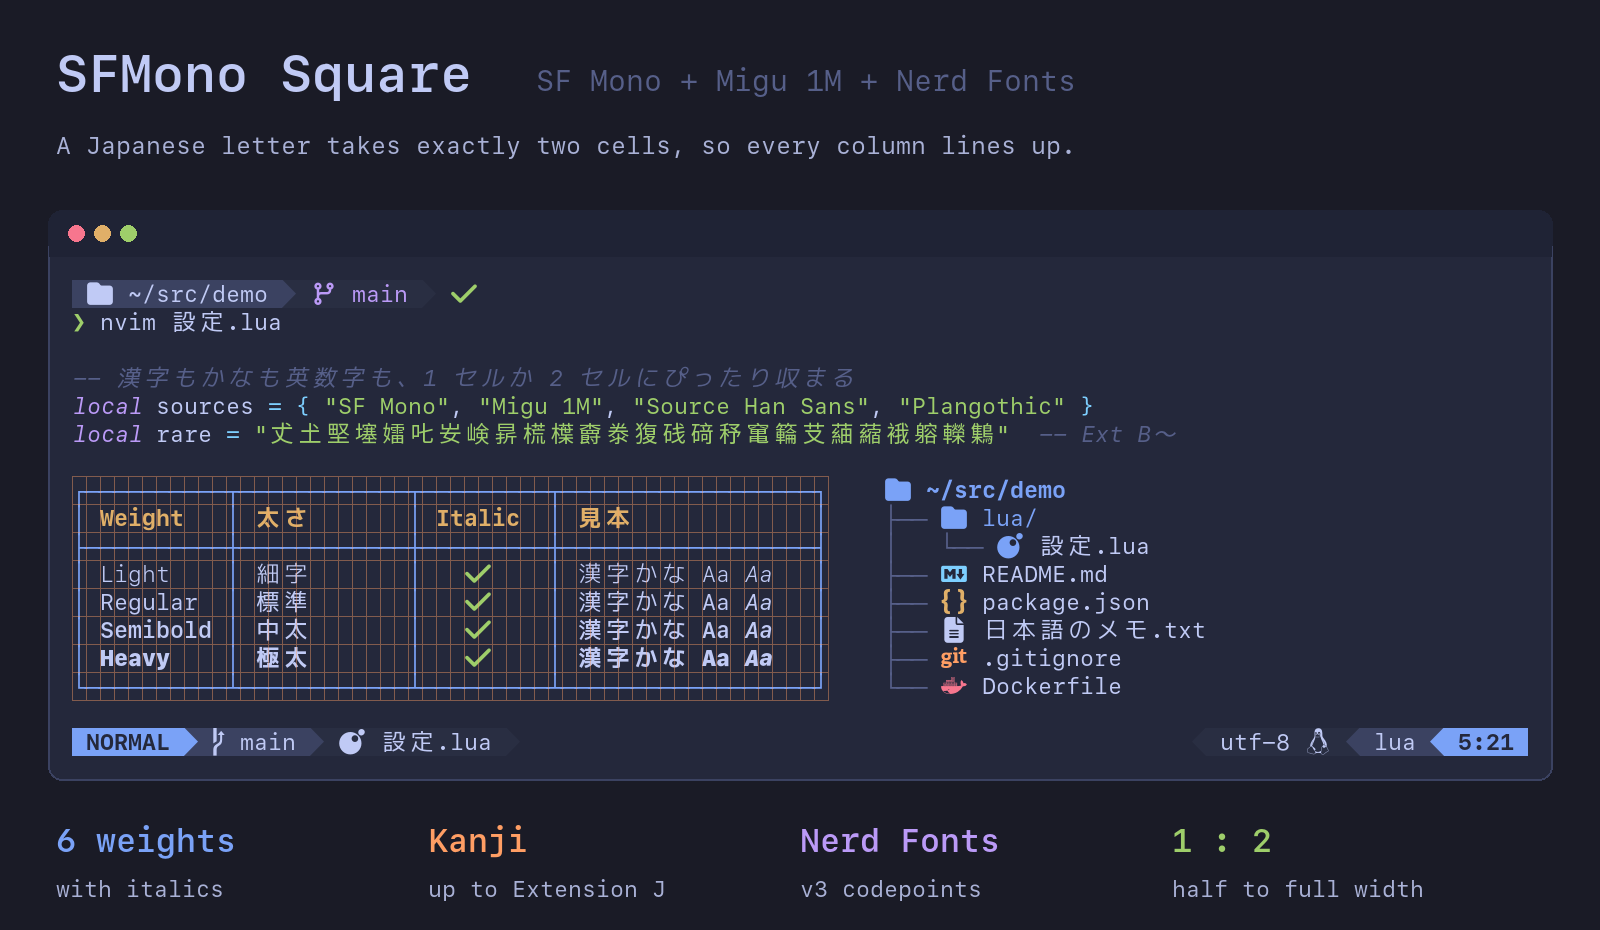 SFMono Square SF Mono + Migu 1M + Nerd Fonts
A Japanese letter takes exactly two cells, so every column lines up.
~/src/demo main ✓
❯ nvim 設定.lua
-- 漢字もかなも英数字も、1 セルか 2 セルにぴったり収まる
local sources = { "SF Mono", "Migu 1M", "Source Han Sans", "Plangothic" }
local rare = " " -- Ext B〜
Weight 太さ Italic 見本
Light 細字 ✓ 漢字かな Aa Aa
Regular 標準 ✓ 漢字かな Aa Aa
Semibold 中太 ✓ 漢字かな Aa Aa
Heavy 極太 ✓ 漢字かな Aa Aa
~/src/demo
lua/
設定.lua
README.md
package.json
日本語のメモ.txt
git .gitignore
Dockerfile
NORMAL main 設定.lua utf-8 lua 5:21
6 weights
with italics
Kanji
up to Extension J
Nerd Fonts
v3 codepoints
1 : 2
half to full width